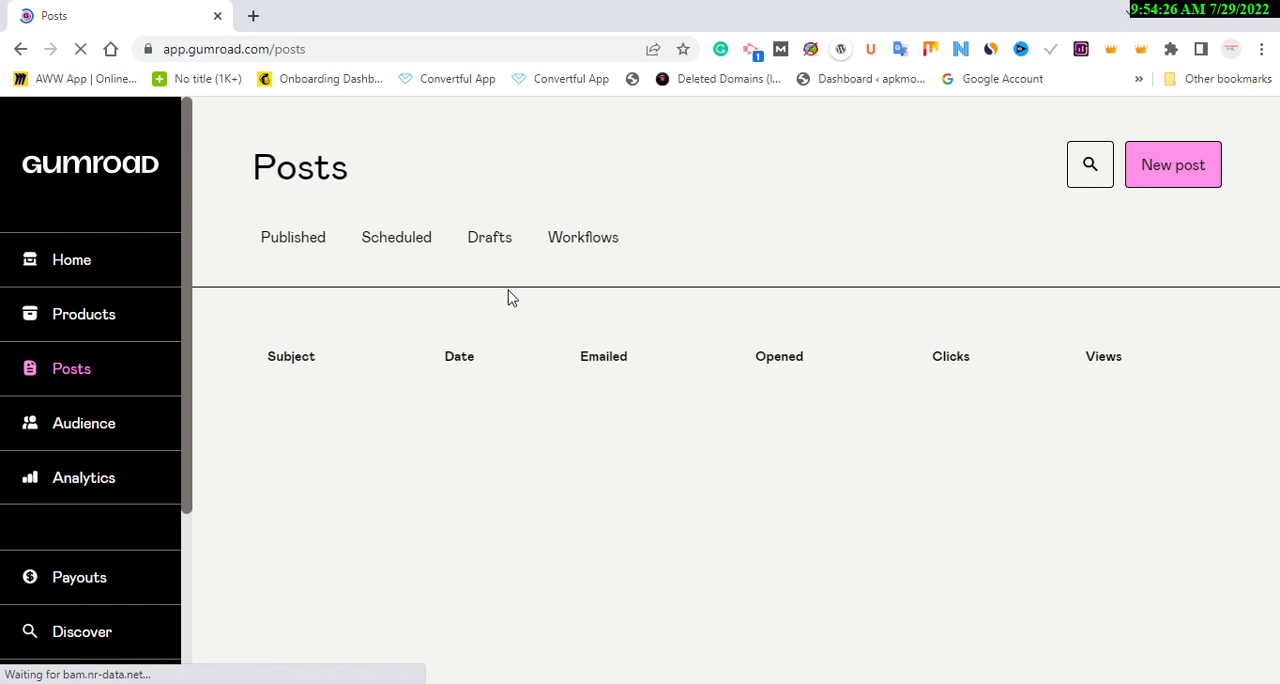 Posts
9:54:26 AM 7/29/2022
app.gumroad.com/posts
1
AWW App | Online...
No title (1K+)
Onboarding Dashb...
Convertful App
Convertful App
Deleted Domains (l...
Dashboard ‹ apkmo...
Google Account
»
Other bookmarks
GUMROAD
Home
Products
Posts
Audience
Analytics
Payouts
Discover
Posts
New post
Published
Scheduled
Drafts
Workflows
Subject
Date
Emailed
Opened
Clicks
Views
Waiting for bam.nr-data.net...